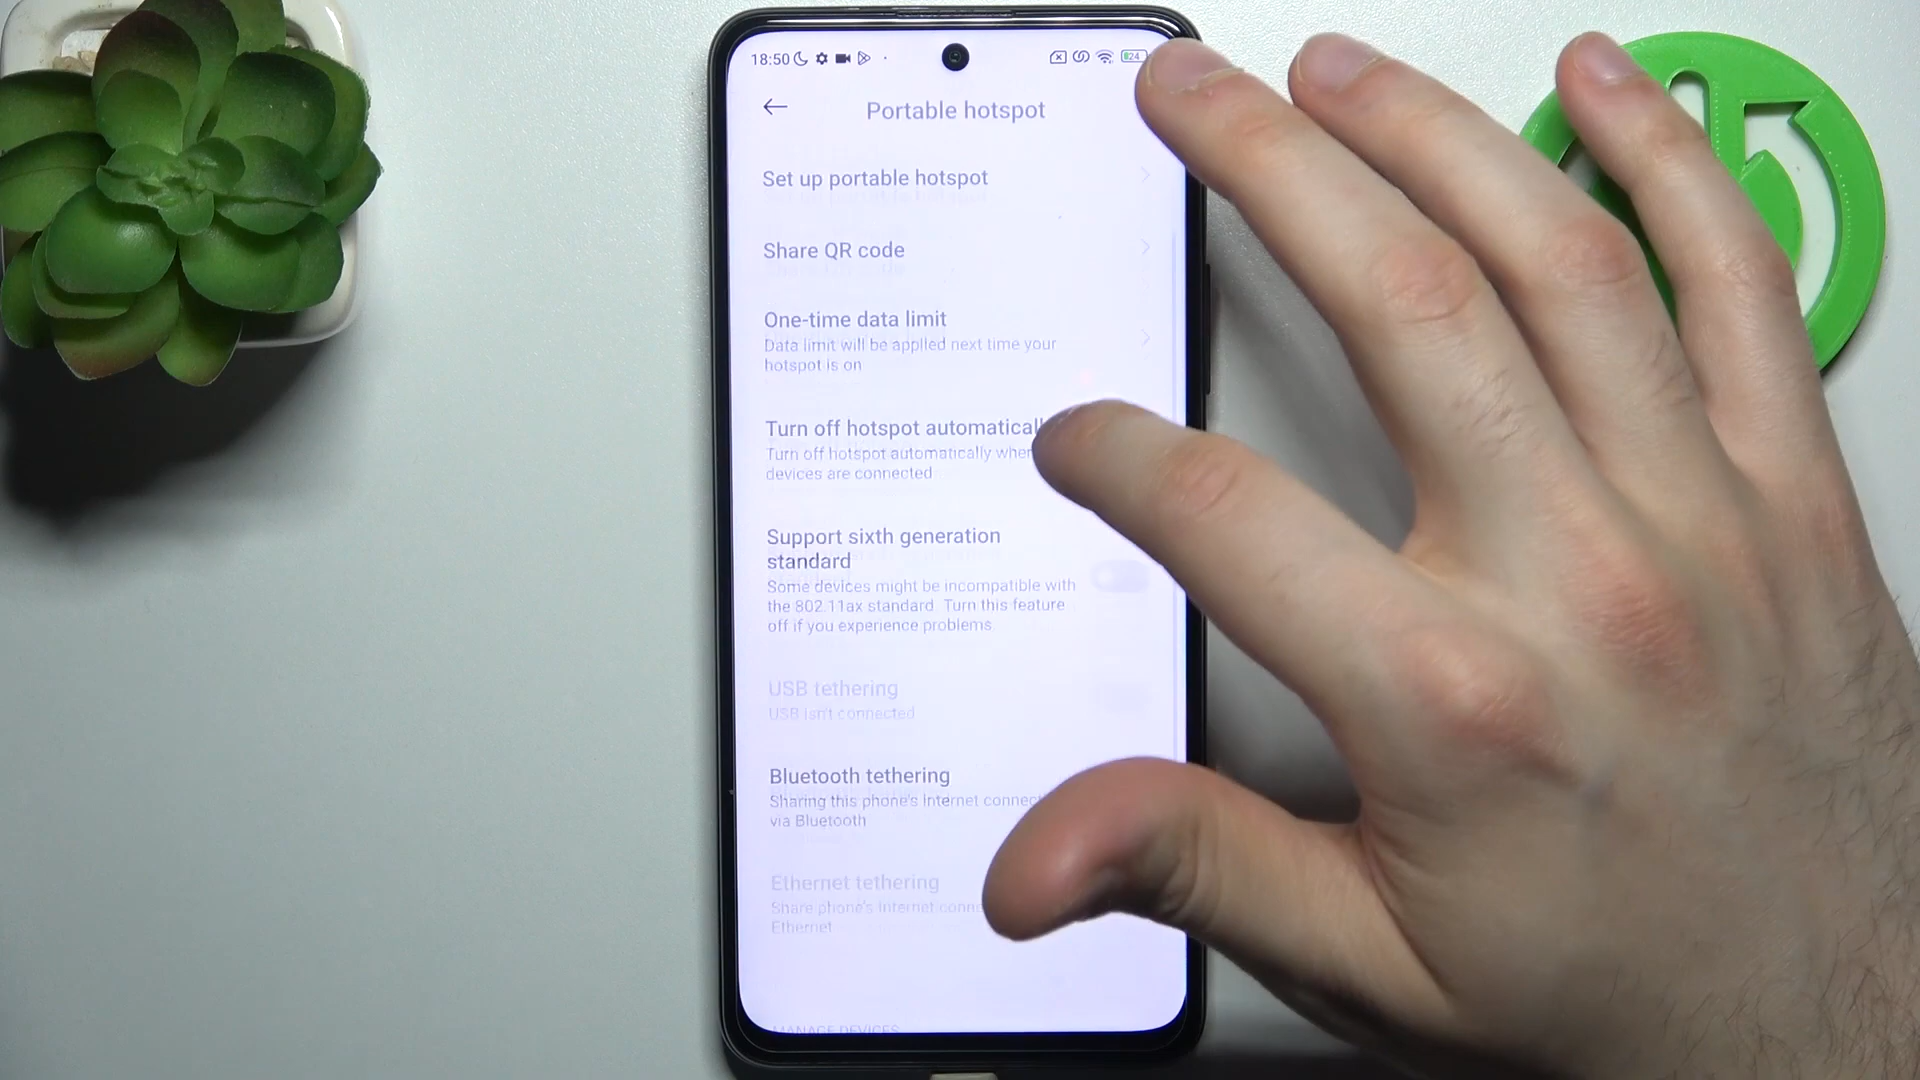 18:50
24
Portable hotspot
Set up portable hotspot
Share QR code
One-time data limit
Data limit will be applied next time your
hotspot is on
Turn off hotspot automatically
Turn off hotspot automatically when
devices are connected
Support sixth generation
standard
Some devices might be incompatible with
the 802.11ax standard. Turn this feature
off if you experience problems.
USB tethering
USB isn't connected
Bluetooth tethering
Sharing this phone's Internet
via Bluetooth
Ethernet tethering
Share phone's Internet
Ethernet
MANAGE DEVICES